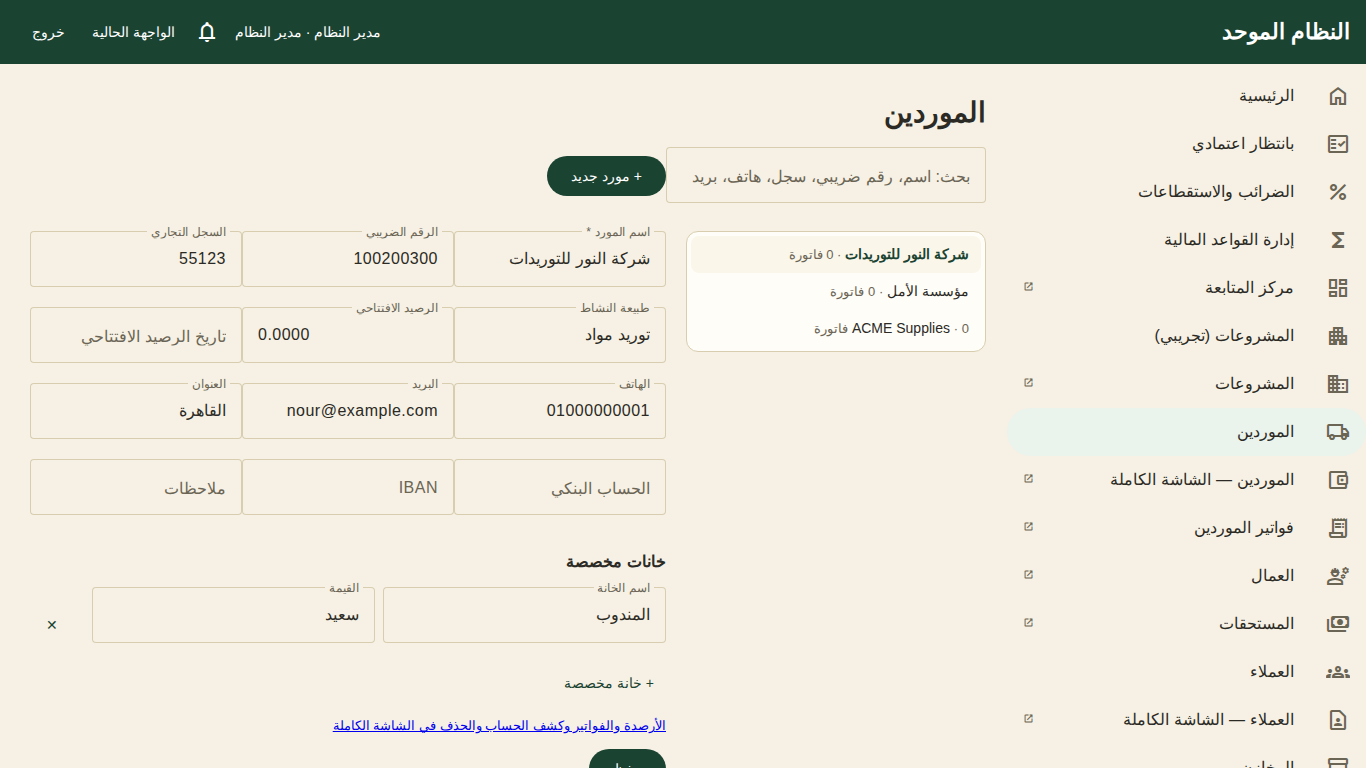 النظام الموحد
مدير النظام · مدير النظام
الواجهة الحالية
خروج
الرئيسية
بانتظار اعتمادي
الضرائب والاستقطاعات
إدارة القواعد المالية
مركز المتابعة
المشروعات (تجريبي)
المشروعات
الموردين
الموردين — الشاشة الكاملة
فواتير الموردين
العمال
المستحقات
العملاء
العملاء — الشاشة الكاملة
المخازن
الموردين
بحث: اسم، رقم ضريبي، سجل، هاتف، بريد
+ مورد جديد
شركة النور للتوريدات · 0 فاتورة
مؤسسة الأمل · 0 فاتورة
ACME Supplies · 0 فاتورة
اسم المورد *
شركة النور للتوريدات
الرقم الضريبي
100200300
السجل التجاري
55123
طبيعة النشاط
توريد مواد
الرصيد الافتتاحي
0.0000
تاريخ الرصيد الافتتاحي
الهاتف
01000000001
البريد
nour@example.com
العنوان
القاهرة
الحساب البنكي
IBAN
ملاحظات
خانات مخصصة
اسم الخانة
المندوب
القيمة
سعيد
×
+ خانة مخصصة
الأرصدة والفواتير وكشف الحساب والحذف في الشاشة الكاملة